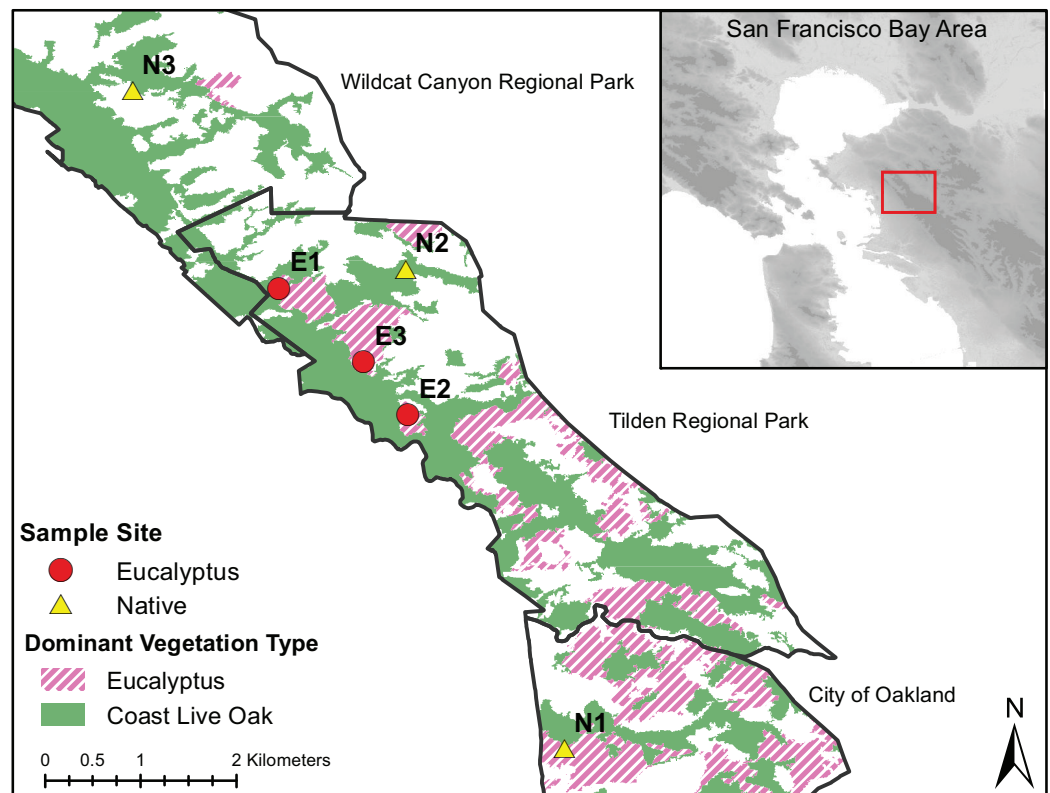 San Francisco Bay Area
N3
Wildcat Canyon Regional Park
N2
E1
E3
E2
Tilden Regional Park
Sample Site
Eucalyptus
Native
Dominant Vegetation Type
Eucalyptus
Coast Live Oak
City of Oakland
N1
N
0 0.5 1 2 Kilometers